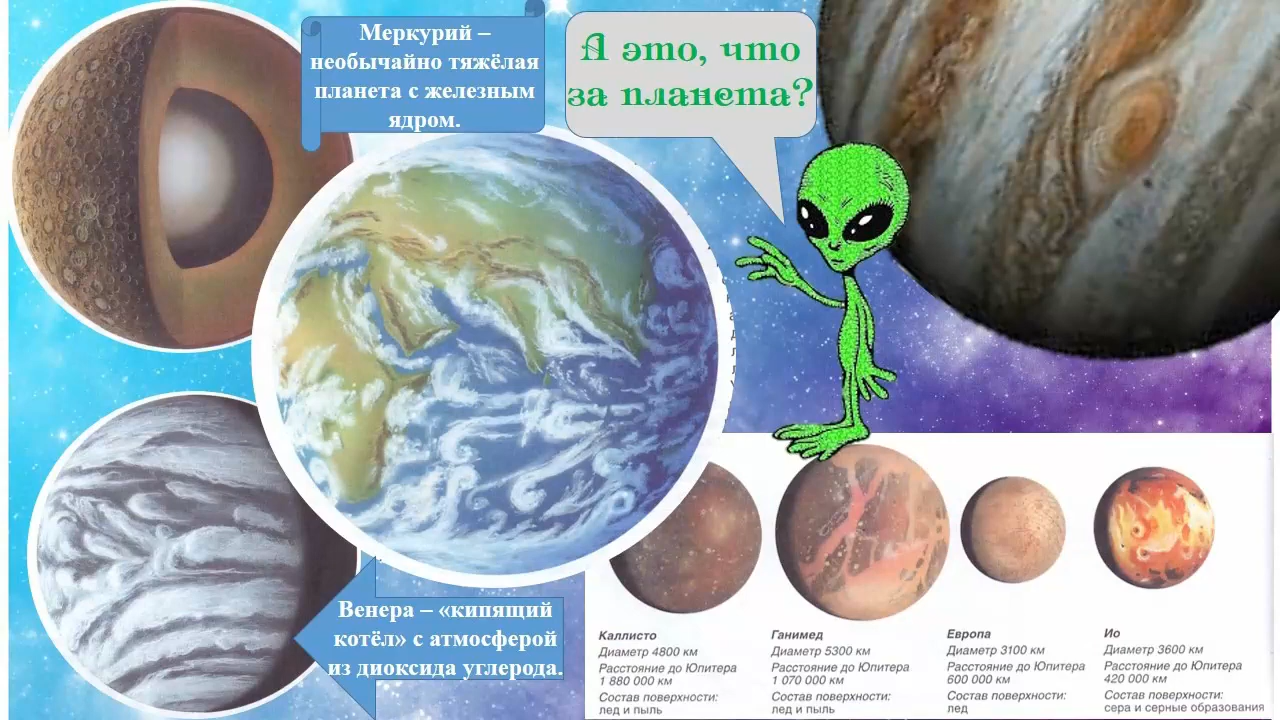 Меркурий –
необычайно тяжёлая
планета с железным
ядром.
А это, что
за планета?
Венера – «кипящий
котёл» с атмосферой
из диоксида углерода.
Каллисто
Диаметр 4800 км
Расстояние до Юпитера
1 880 000 км
Состав поверхности:
лед и пыль
Ганимед
Диаметр 5300 км
Расстояние до Юпитера
1 070 000 км
Состав поверхности:
лед и пыль
Европа
Диаметр 3100 км
Расстояние до Юпитера
600 000 км
Состав поверхности:
лед
Ио
Диаметр 3600 км
Расстояние до Юпитера
420 000 км
Состав поверхности:
сера и серные образования